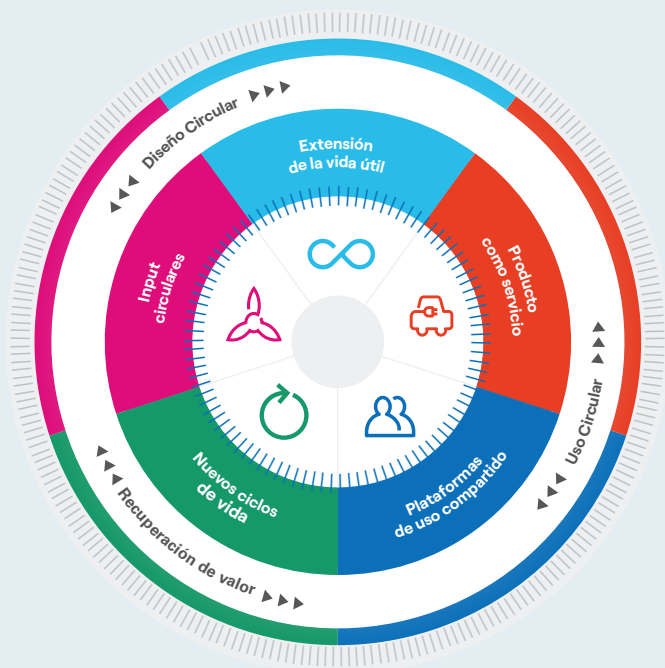 Diseño Circular
Extensión
de la vida útil
Input
circulares
Producto
como servicio
Uso Circular
Nuevos ciclos
de vida
Plataformas
de uso compartido
Recuperación de valor